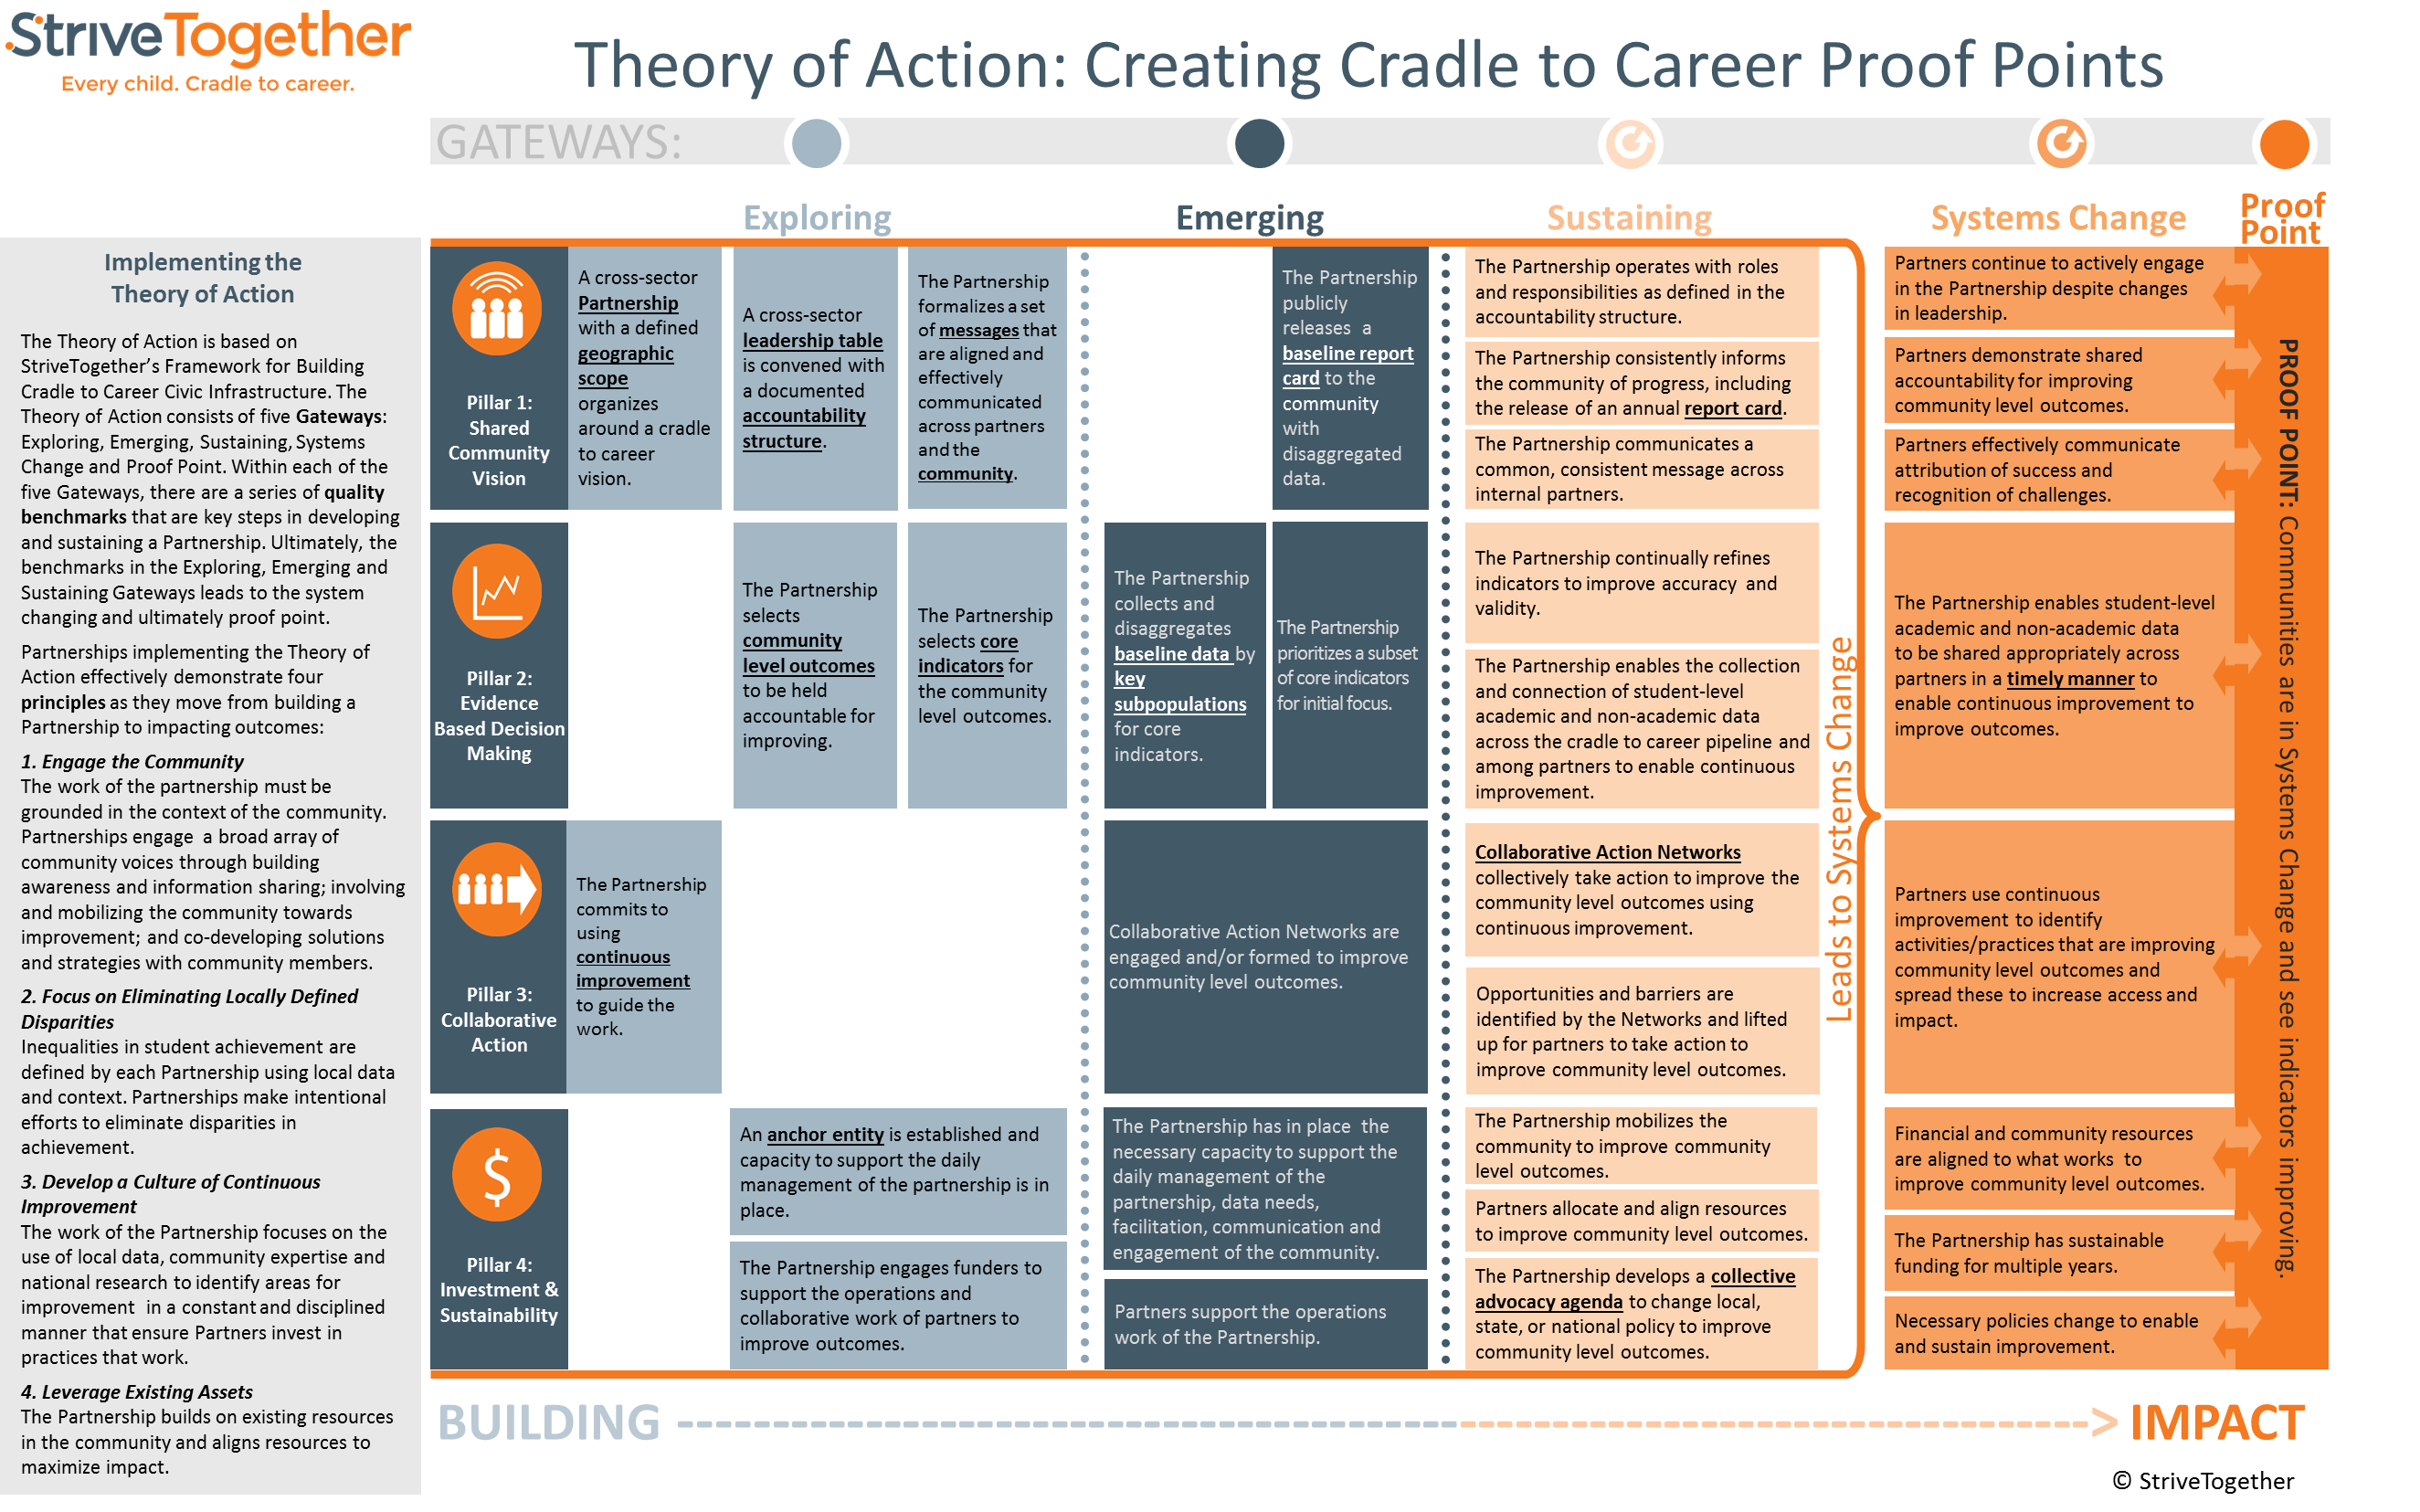 StriveTogether
Every child. Cradle to career.
Theory of Action: Creating Cradle to Career Proof Points
GATEWAYS:
Exploring
Emerging
Sustaining
Systems Change
Proof
Point
Implementing the
Theory of Action
The Theory of Action is based on
StriveTogether's Framework for Building
Cradle to Career Civic Infrastructure. The
Theory of Action consists of five Gateways:
Exploring, Emerging, Sustaining, Systems
Change and Proof Point. Within each of the
five Gateways, there are a series of quality
benchmarks that are key steps in developing
and sustaining a Partnership. Ultimately, the
benchmarks in the Exploring, Emerging and
Sustaining Gateways leads to the system
changing and ultimately proof point.
Partnerships implementing the Theory of
Action effectively demonstrate four
principles as they move from building a
Partnership to impacting outcomes:
1. Engage the Community
The work of the partnership must be
grounded in the context of the community.
Partnerships engage a broad array of
community voices through building
awareness and information sharing; involving
and mobilizing the community towards
improvement; and co-developing solutions
and strategies with community members.
2. Focus on Eliminating Locally Defined
Disparities
Inequalities in student achievement are
defined by each Partnership using local data
and context. Partnerships make intentional
efforts to eliminate disparities in
achievement.
3. Develop a Culture of Continuous
Improvement
The work of the Partnership focuses on the
use of local data, community expertise and
national research to identify areas for
improvement in a constant and disciplined
manner that ensure Partners invest in
practices that work.
4. Leverage Existing Assets
The Partnership builds on existing resources
in the community and aligns resources to
maximize impact.
Pillar 1:
Shared
Community
Vision
A cross-sector
Partnership
with a defined
geographic
scope
organizes
around a cradle
to career
vision.
A cross-sector
leadership table
is convened with
a documented
accountability
structure.
The Partnership
formalizes a set
of messages that
are aligned and
effectively
communicated
across partners
and the
community.
The Partnership
publicly
releases a
baseline report
card to the
community
with
disaggregated
data.
The Partnership operates with roles
and responsibilities as defined in the
accountability structure.
The Partnership consistently informs
the community of progress, including
the release of an annual report card.
The Partnership communicates a
common, consistent message across
internal partners.
Partners continue to actively engage
in the Partnership despite changes
in leadership.
Partners demonstrate shared
accountability for improving
community level outcomes.
Partners effectively communicate
attribution of success and
recognition of challenges.
Pillar 2:
Evidence
Based Decision
Making
The Partnership
selects
community
level outcomes
to be held
accountable for
improving.
The Partnership
selects core
indicators for
the community
level outcomes.
The Partnership
collects and
disaggregates
baseline data by
key
subpopulations
for core
indicators.
The Partnership
prioritizes a subset
of core indicators
for initial focus.
The Partnership continually refines
indicators to improve accuracy and
validity.
The Partnership enables the collection
and connection of student-level
academic and non-academic data
across the cradle to career pipeline and
among partners to enable continuous
improvement.
The Partnership enables student-level
academic and non-academic data
to be shared appropriately across
partners in a timely manner to
enable continuous improvement to
improve outcomes.
Pillar 3:
Collaborative
Action
The Partnership
commits to
using
continuous
improvement
to guide the
work.
Collaborative Action Networks are
engaged and/or formed to improve
community level outcomes.
Collaborative Action Networks
collectively take action to improve the
community level outcomes using
continuous improvement.
Opportunities and barriers are
identified by the Networks and lifted
up for partners to take action to
improve community level outcomes.
Partners use continuous
improvement to identify
activities/practices that are improving
community level outcomes and
spread these to increase access and
impact.
Pillar 4:
Investment &
Sustainability
$
An anchor entity is established and
capacity to support the daily
management of the partnership is in
place.
The Partnership engages funders to
support the operations and
collaborative work of partners to
improve outcomes.
The Partnership has in place the
necessary capacity to support the
daily management of the
partnership, data needs,
facilitation, communication and
engagement of the community.
Partners support the operations
work of the Partnership.
The Partnership mobilizes the
community to improve community
level outcomes.
Partners allocate and align resources
to improve community level outcomes.
The Partnership develops a collective
advocacy agenda to change local,
state, or national policy to improve
community level outcomes.
Financial and community resources
are aligned to what works to
improve community level outcomes.
The Partnership has sustainable
funding for multiple years.
Necessary policies change to enable
and sustain improvement.
Leads to Systems Change
PROOF POINT: Communities are in Systems Change and see indicators improving.
BUILDING
IMPACT
© StriveTogether